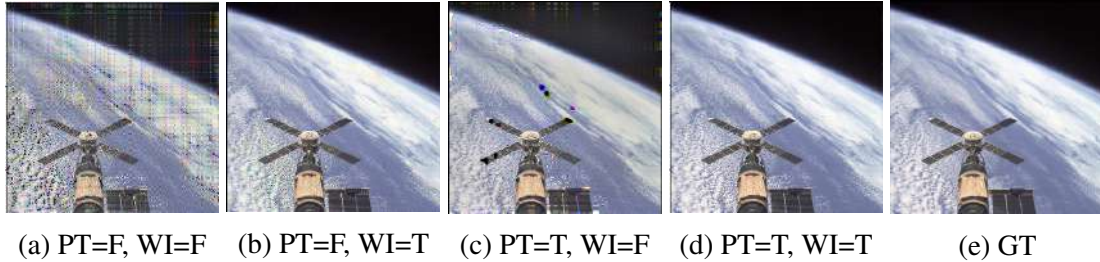 (a) PT=F, WI=F (b) PT=F, WI=T (c) PT=T, WI=F (d) PT=T, WI=T (e) GT